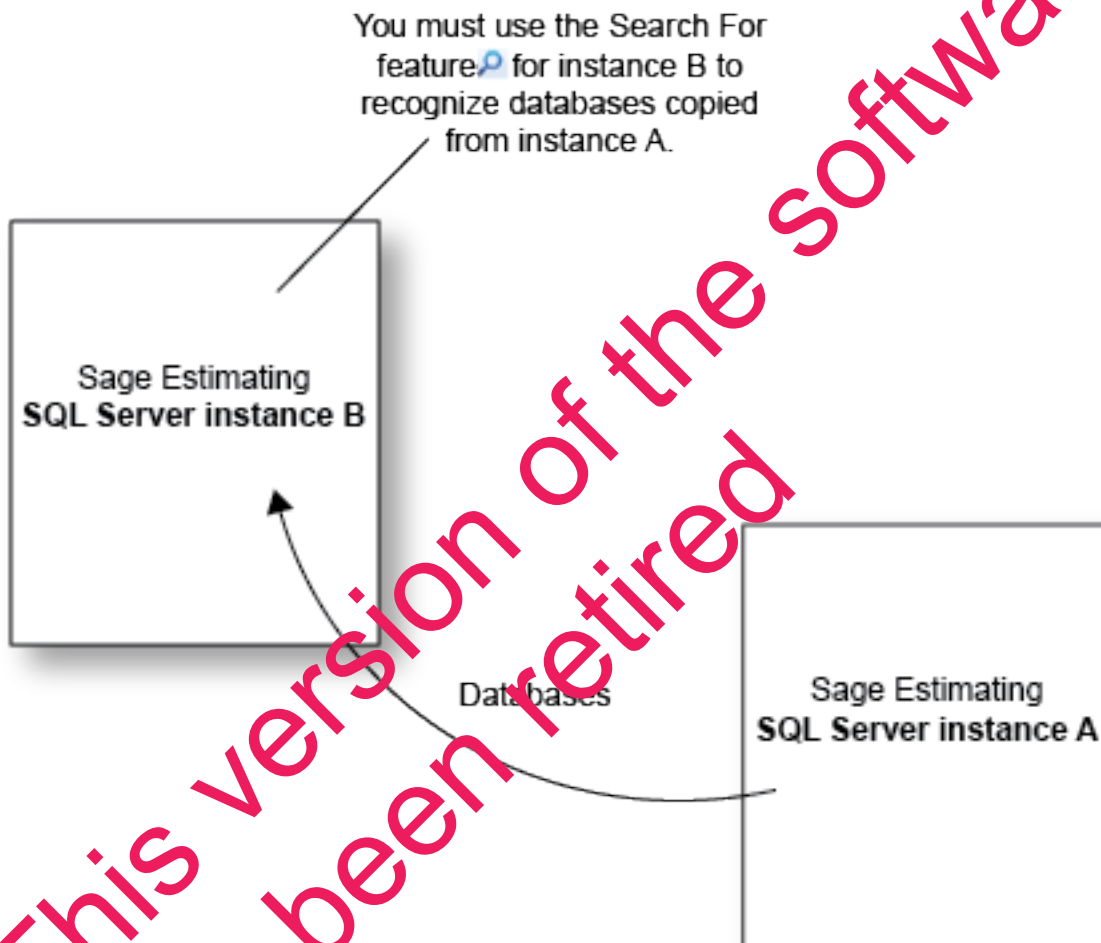 You must use the Search For
feature for instance B to
recognize databases copied
from instance A.
Sage Estimating
SQL Server instance B
Databases
Sage Estimating
SQL Server instance A
This version of the softwa
been retired